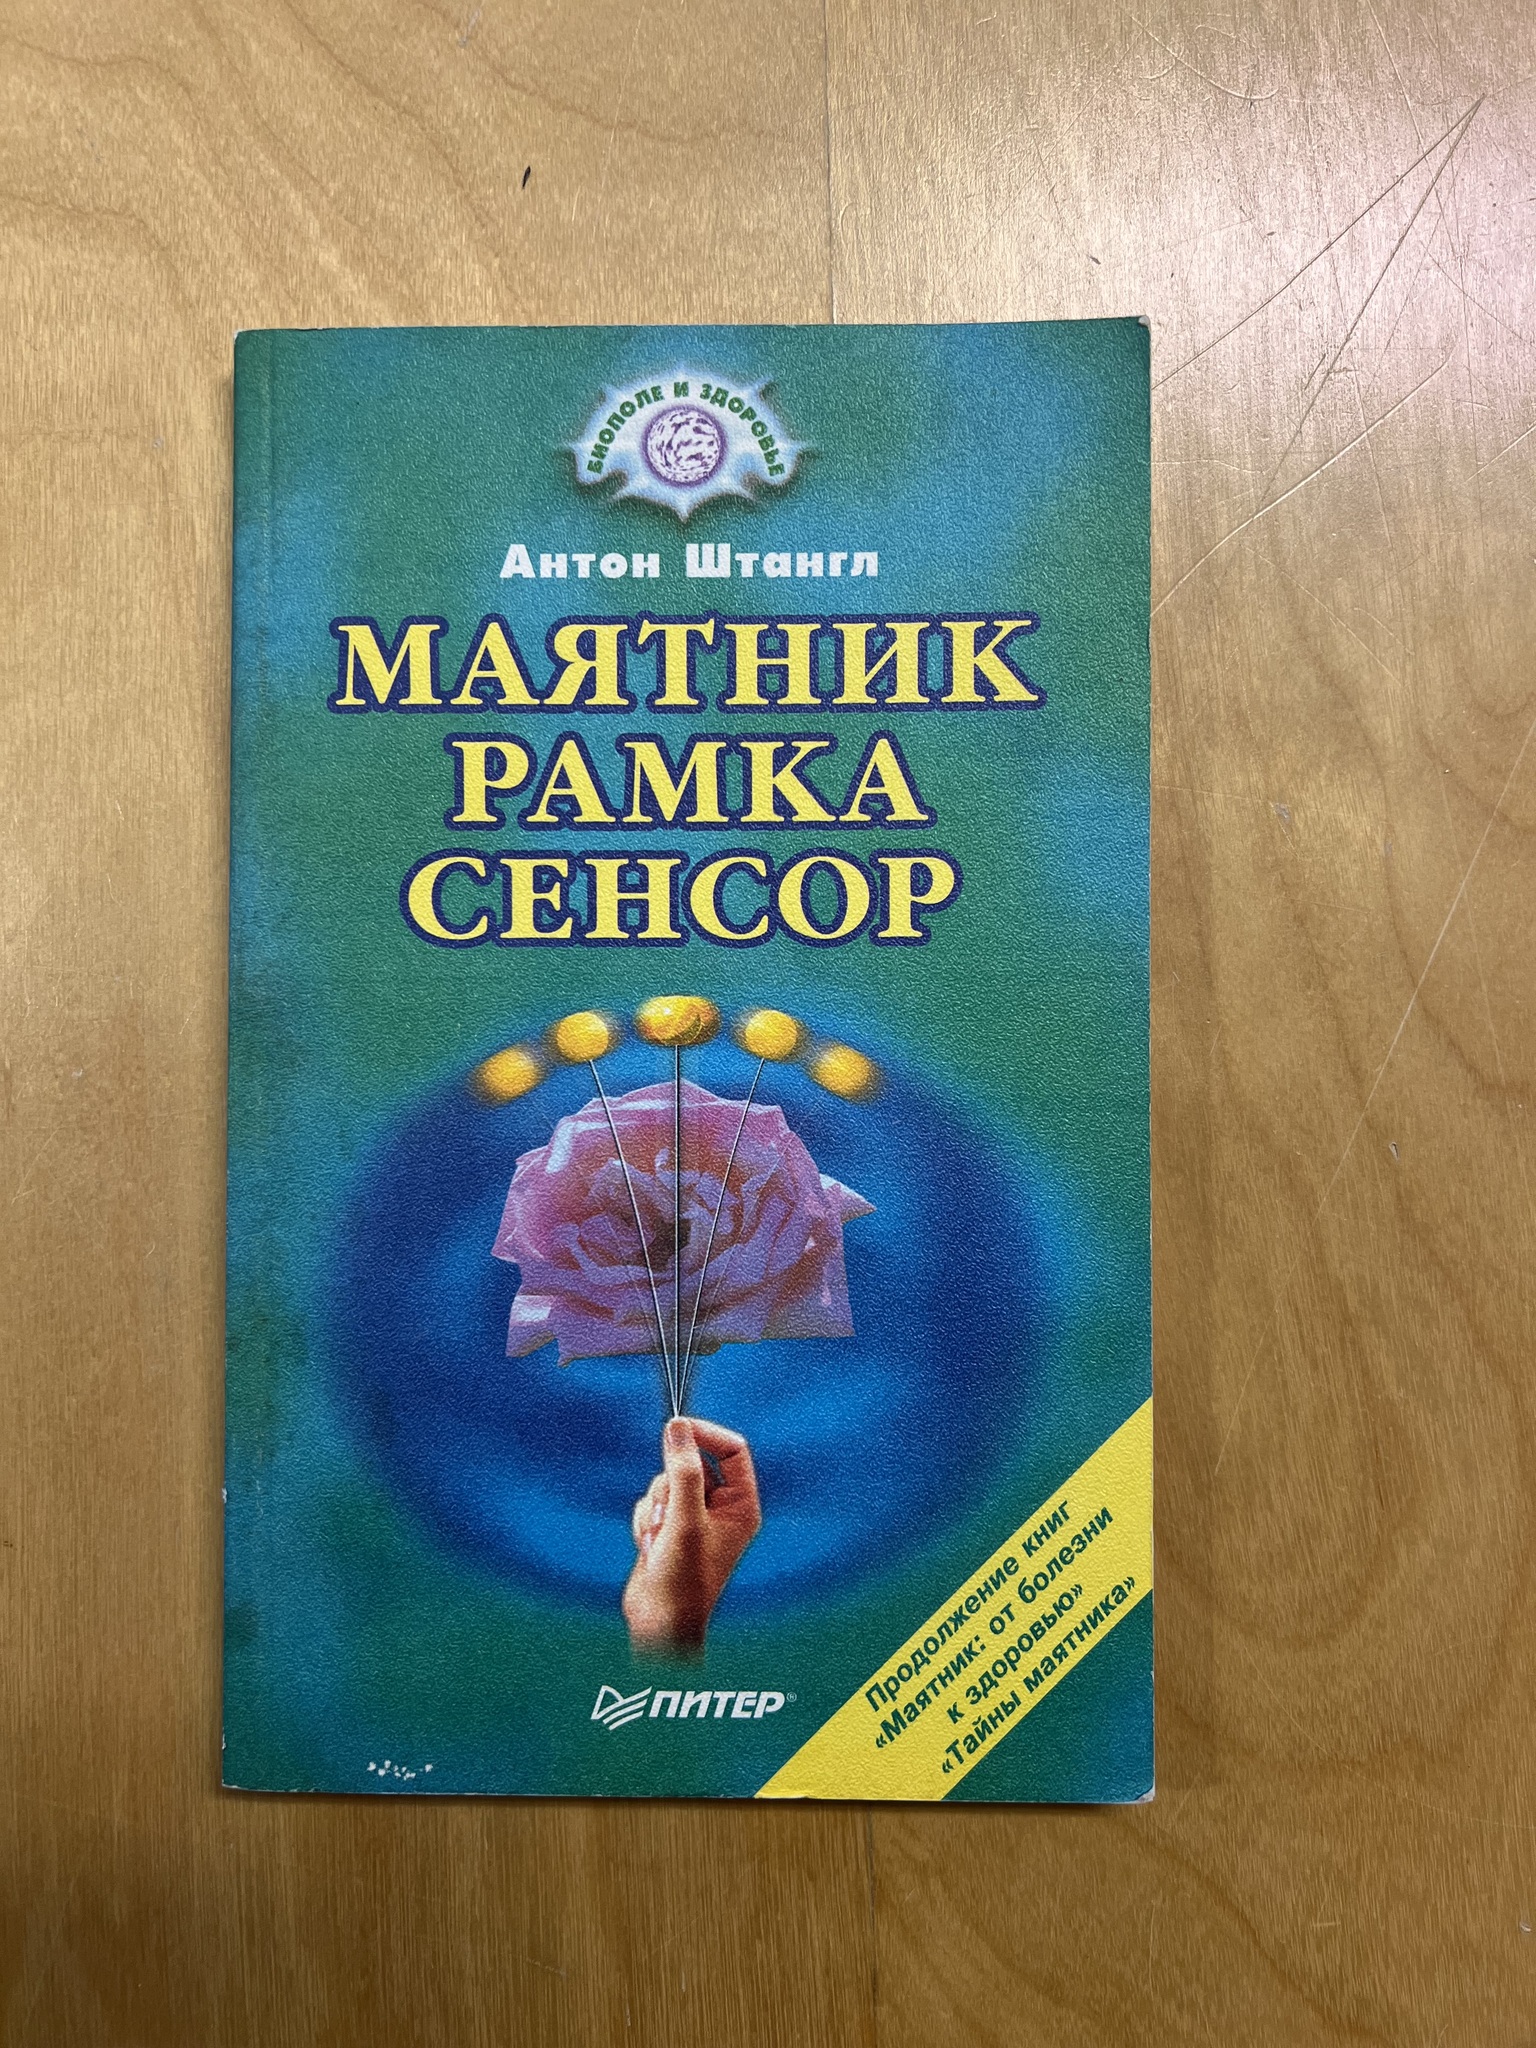 БИОПОЛЕ И ЗДОРОВЬЕ
Антон Штангл
МАЯТНИК
РАМКА
СЕНСОР
ПИТЕР®
Продолжение книг
«Маятник: от болезни
к здоровью»
«Тайны маятника»